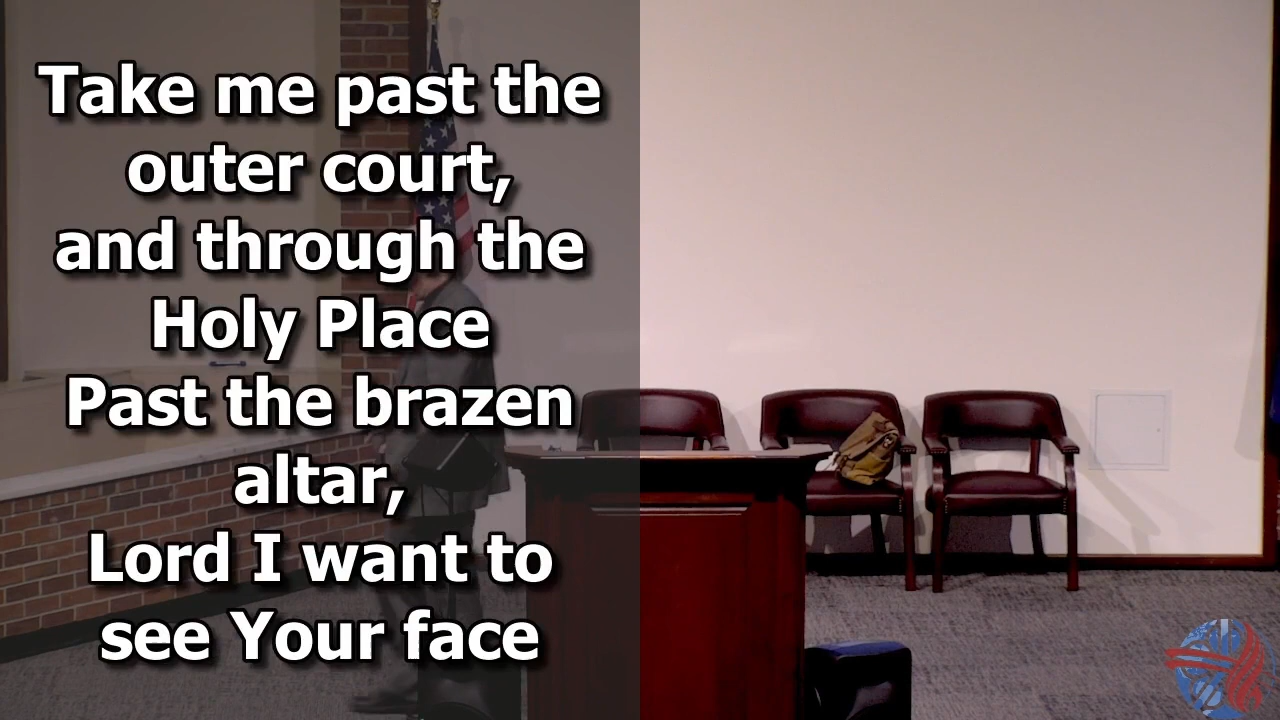 Take me past the
outer court,
and through the
Holy Place
Past the brazen
altar,
Lord I want to
see Your face